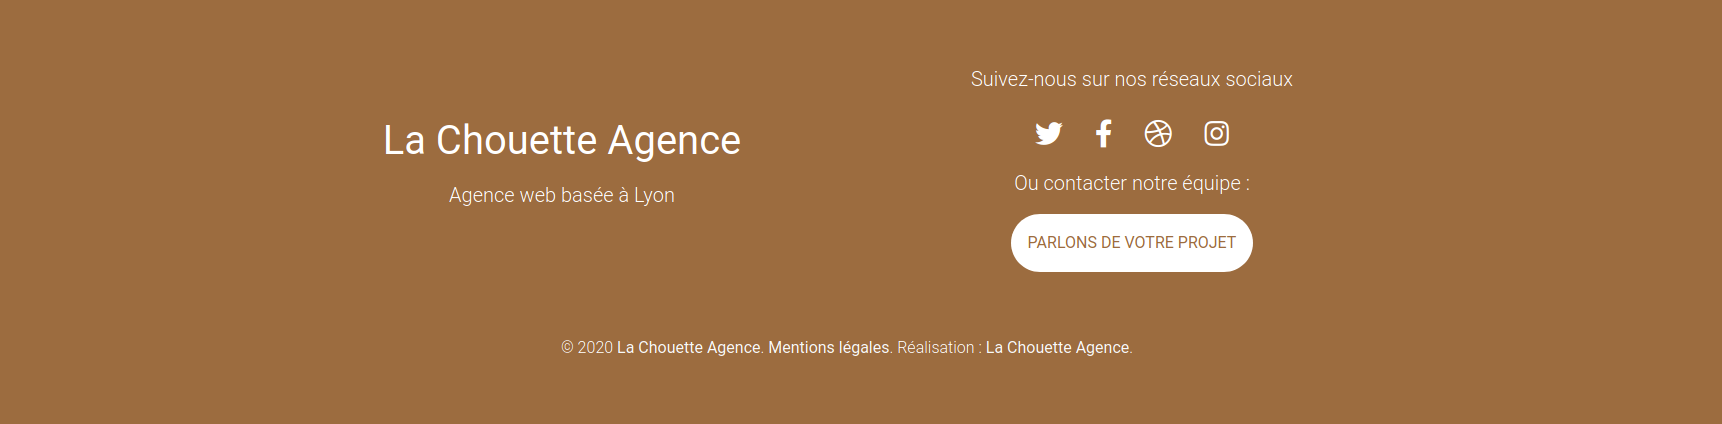 La Chouette Agence
Agence web basée à Lyon
Suivez-nous sur nos réseaux sociaux
Ou contacter notre équipe :
PARLONS DE VOTRE PROJET
© 2020 La Chouette Agence. Mentions légales. Réalisation : La Chouette Agence.